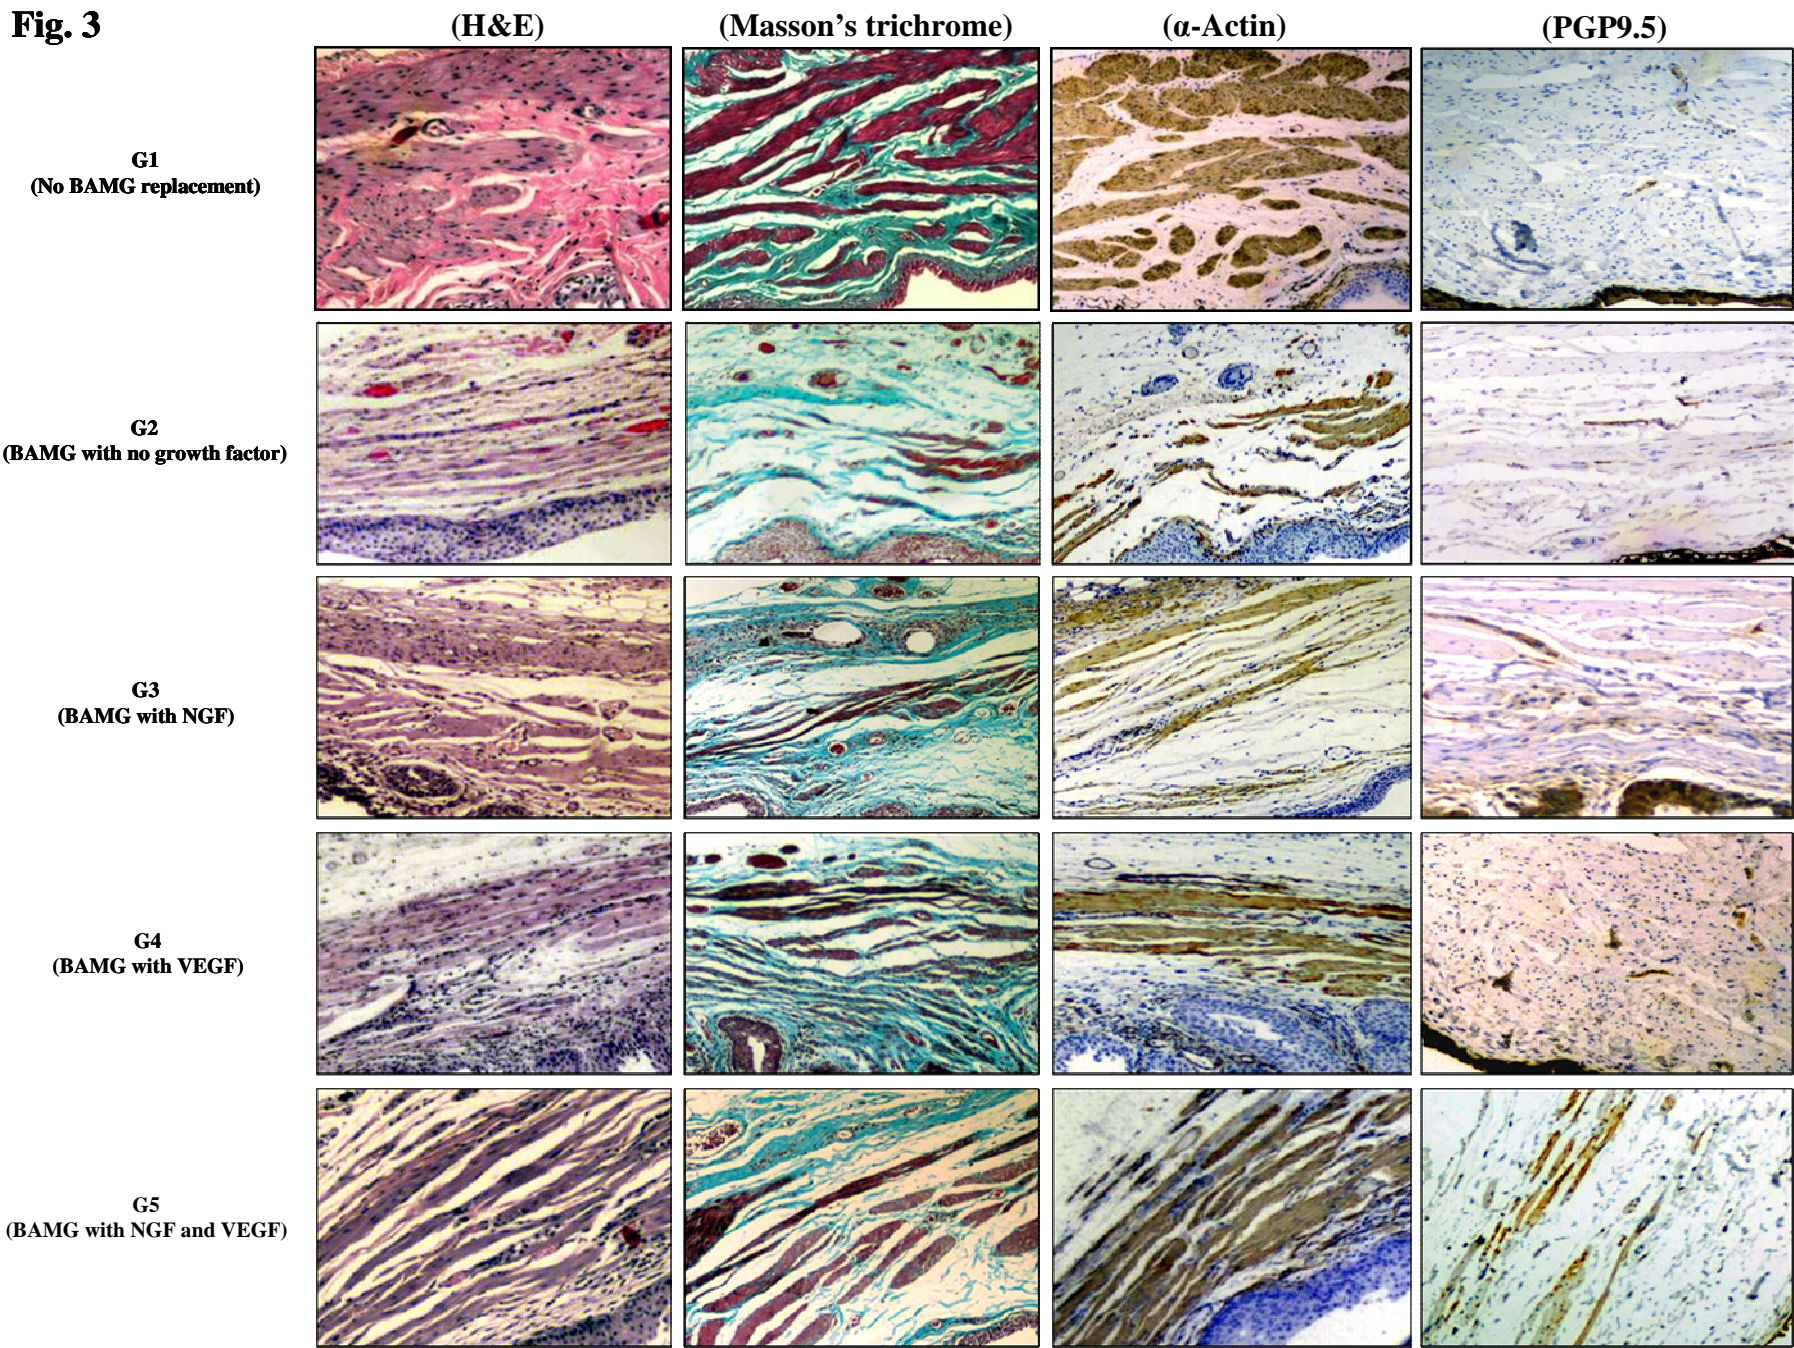 Fig. 3
(H&E)
(Masson's trichrome)
(α-Actin)
(PGP9.5)
G1
(No BAMG replacement)
G2
(BAMG with no growth factor)
G3
(BAMG with NGF)
G4
(BAMG with VEGF)
G5
(BAMG with NGF and VEGF)